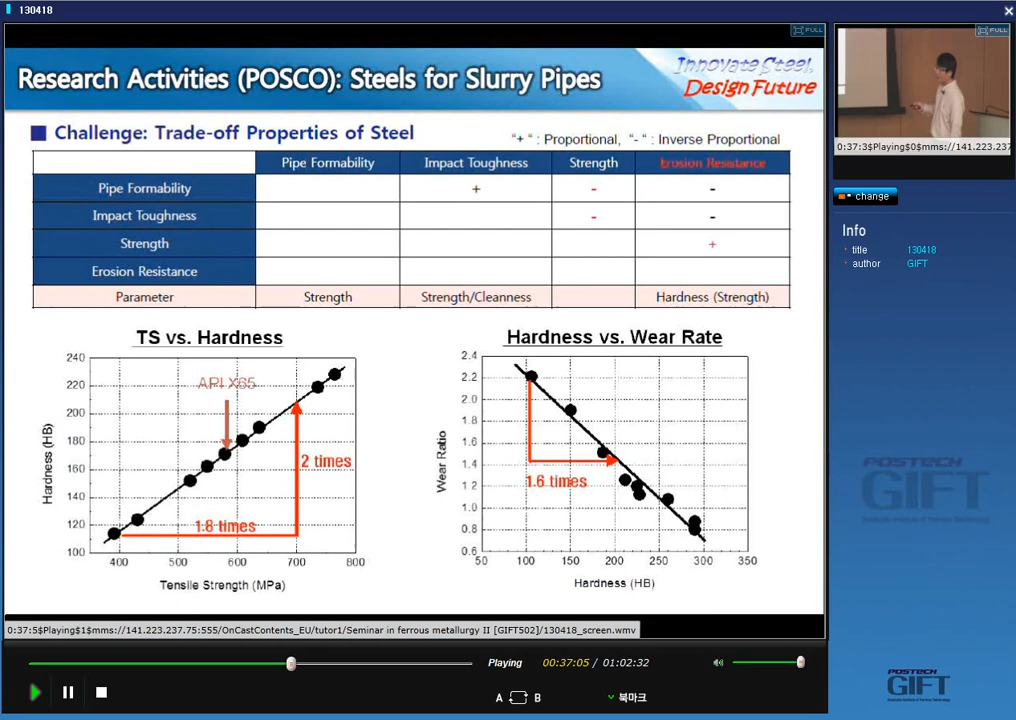 130418
FULL
Research Activities (POSCO): Steels for Slurry Pipes
Innovate Steel,
Design Future
Challenge: Trade-off Properties of Steel
"+ " : Proportional, "- " : Inverse Proportional
Pipe Formability Impact Toughness Strength Erosion Resistance
Pipe Formability + - -
Impact Toughness - -
Strength +
Erosion Resistance
Parameter Strength Strength/Cleanness Hardness (Strength)
TS vs. Hardness
240
220
200
180
160
140
120
100
Hardness (HB)
API X65
2 times
1.8 times
400 500 600 700 800
Tensile Strength (MPa)
Hardness vs. Wear Rate
2.4
2.2
2.0
1.8
1.6
1.4
1.2
1.0
0.8
0.6
Wear Ratio
1.6 times
50 100 150 200 250 300 350
Hardness (HB)
0:37:5$Playing$1$mms://141.223.237.75:555/OnCastContents_EU/tutor1/Seminar in ferrous metallurgy II [GIFT502]/130418_screen.wmv
Playing 00:37:05 / 01:02:32
A B 북마크
FULL
0:37:3$Playing$0$mms://141.223.237
change
Info
title 130418
author GIFT
POSTECH
GIFT
POSTECH
GIFT